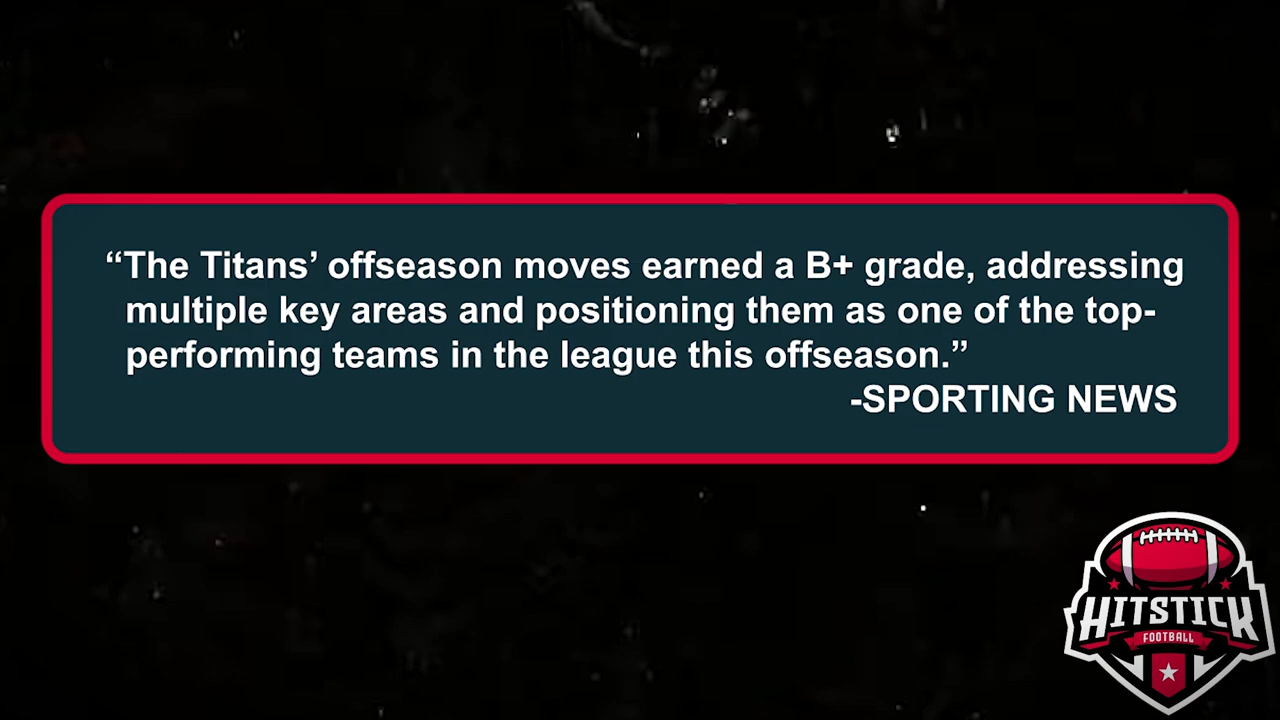 “The Titans’ offseason moves earned a B+ grade, addressing
multiple key areas and positioning them as one of the top-
performing teams in the league this offseason.”
-SPORTING NEWS
HITSTICK
FOOTBALL